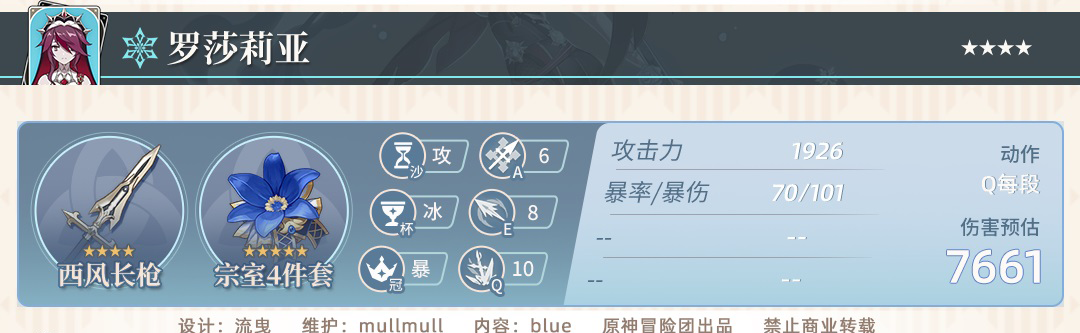 罗莎莉亚
西风长枪
宗室4件套
沙 攻
A 6
杯 冰
E 8
冠 暴
Q 10
攻击力 1926
暴率/暴伤 70/101
-- --
-- --
动作
Q每段
伤害预估
7661
设计：流曳 维护：mullmull 内容：blue 原神冒险团出品 禁止商业转载